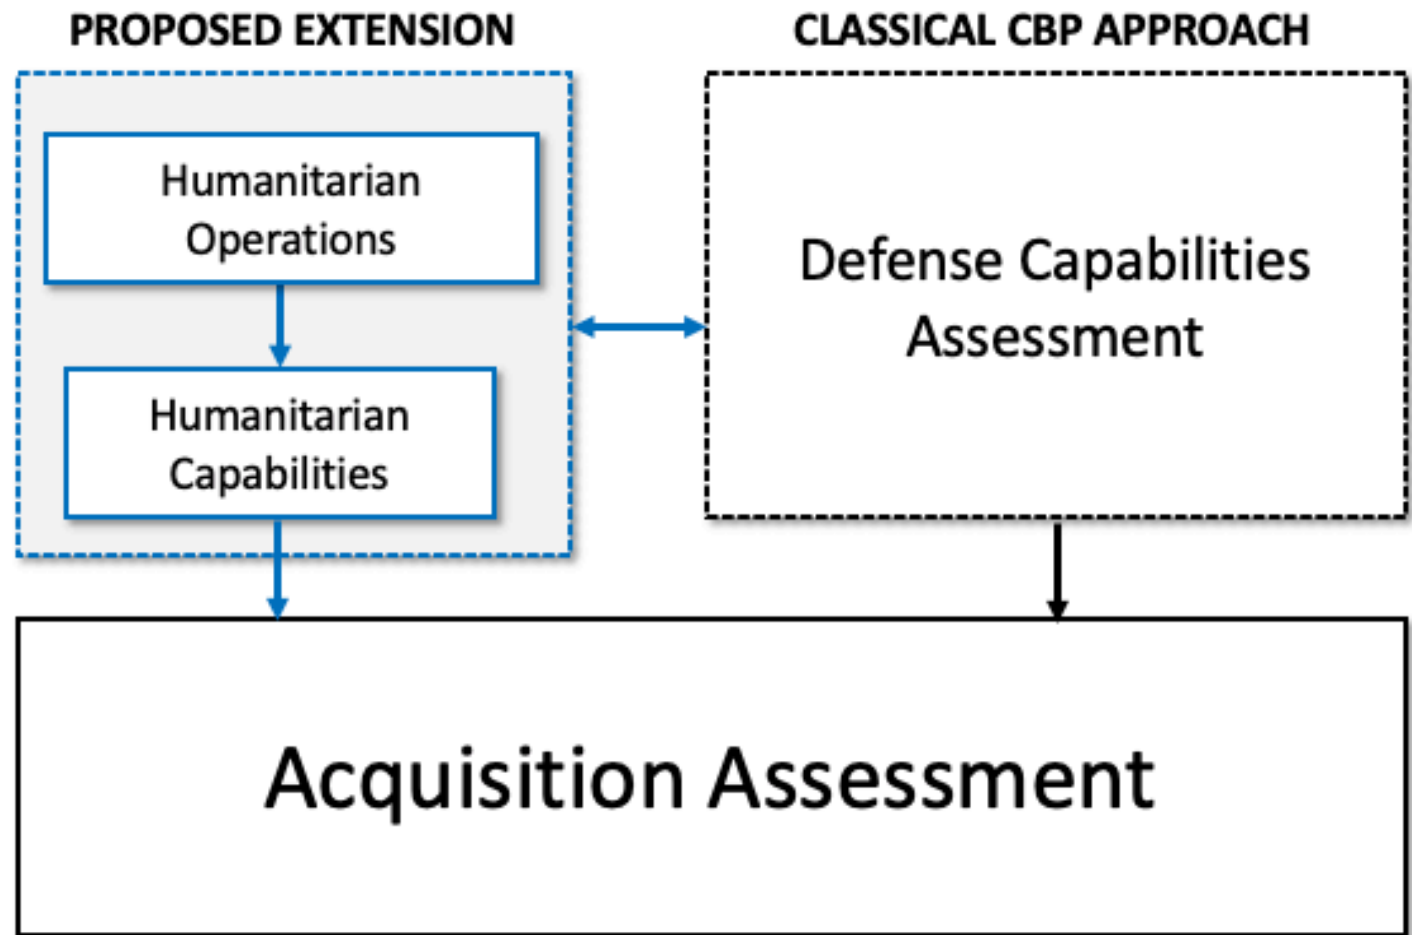 PROPOSED EXTENSION
CLASSICAL CBP APPROACH
Humanitarian
Operations
Humanitarian
Capabilities
Defense Capabilities
Assessment
Acquisition Assessment